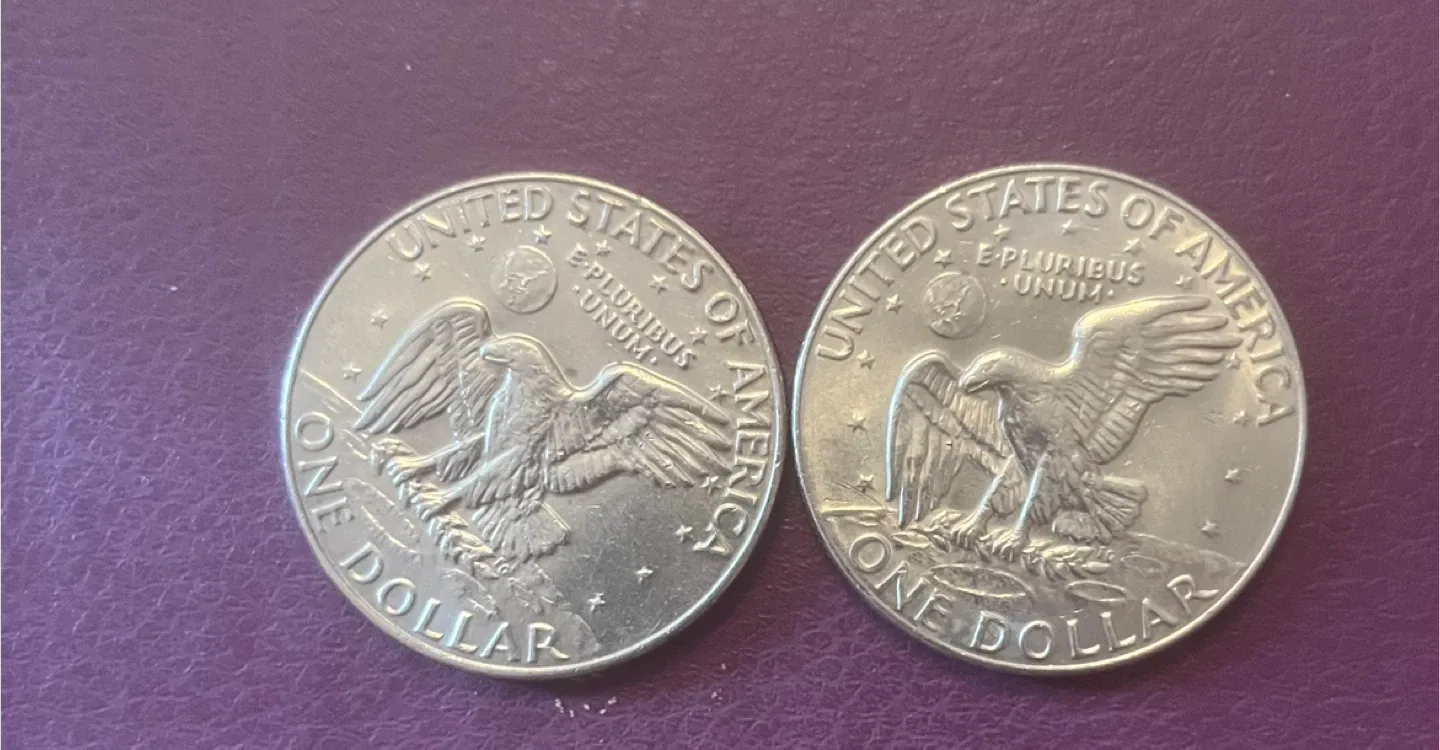 UNITED STATES OF AMERICA
E·PLURIBUS
·UNUM·
ONE DOLLAR
UNITED STATES OF AMERICA
E·PLURIBUS
·UNUM·
ONE DOLLAR